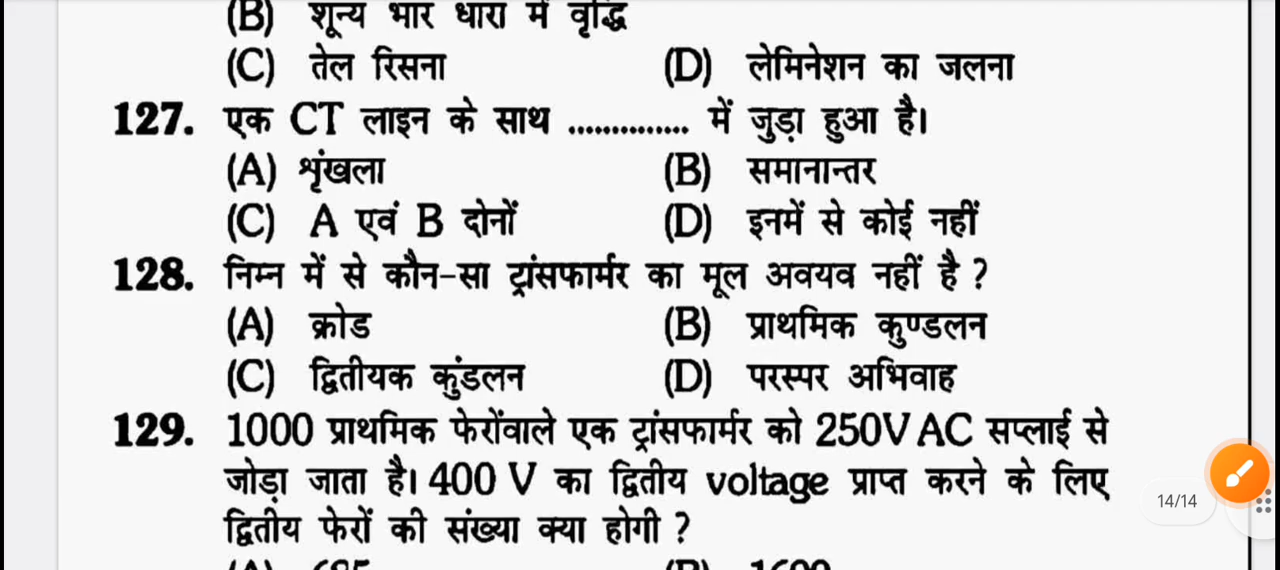 (B) शून्य भार धारा में वृद्धि
(C) तेल रिसना (D) लेमिनेशन का जलना
127. एक CT लाइन के साथ .............. में जुड़ा हुआ है।
(A) शृंखला (B) समानान्तर
(C) A एवं B दोनों (D) इनमें से कोई नहीं
128. निम्न में से कौन-सा ट्रांसफार्मर का मूल अवयव नहीं है ?
(A) क्रोड (B) प्राथमिक कुण्डलन
(C) द्वितीयक कुंडलन (D) परस्पर अभिवाह
129. 1000 प्राथमिक फेरोंवाले एक ट्रांसफार्मर को 250V AC सप्लाई से
जोड़ा जाता है। 400 V का द्वितीय voltage प्राप्त करने के लिए
14/14
द्वितीय फेरों की संख्या क्या होगी ?